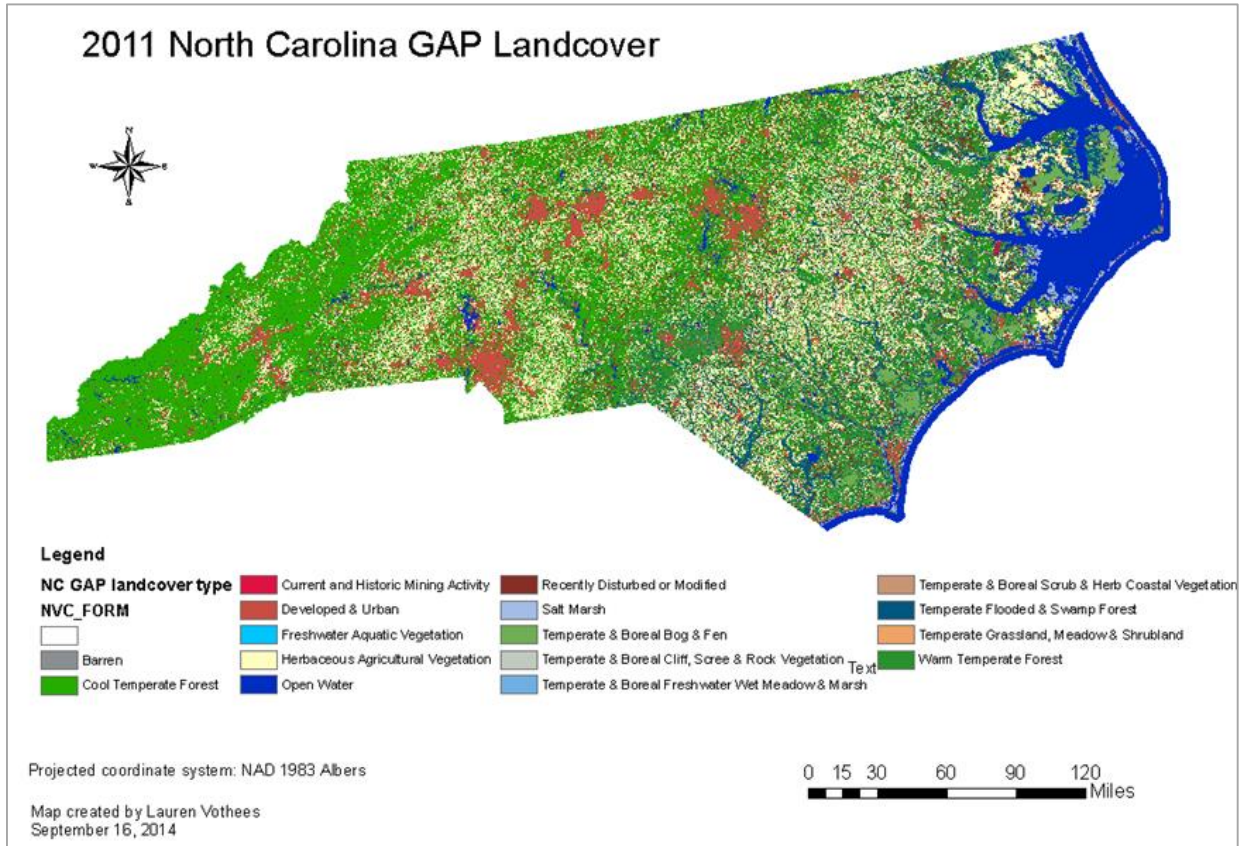 2011 North Carolina GAP Landcover
N
W
E
S
Legend
NC GAP landcover type
NVC_FORM
Barren
Cool Temperate Forest
Current and Historic Mining Activity
Developed & Urban
Freshwater Aquatic Vegetation
Herbaceous Agricultural Vegetation
Open Water
Recently Disturbed or Modified
Salt Marsh
Temperate & Boreal Bog & Fen
Temperate & Boreal Cliff, Scree & Rock Vegetation
Temperate & Boreal Freshwater Wet Meadow & Marsh
Text
Temperate & Boreal Scrub & Herb Coastal Vegetation
Temperate Flooded & Swamp Forest
Temperate Grassland, Meadow & Shrubland
Warm Temperate Forest
Projected coordinate system: NAD 1983 Albers
0 15 30 60 90 120
Miles
Map created by Lauren Vothees
September 16, 2014